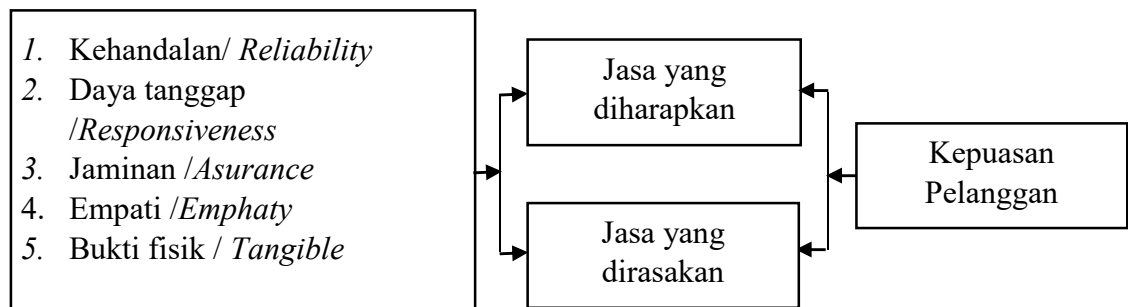 1. Kehandalan/ Reliability
2. Daya tanggap
/Responsiveness
3. Jaminan /Asurance
4. Empati /Emphaty
5. Bukti fisik / Tangible
Jasa yang
diharapkan
Jasa yang
dirasakan
Kepuasan
Pelanggan